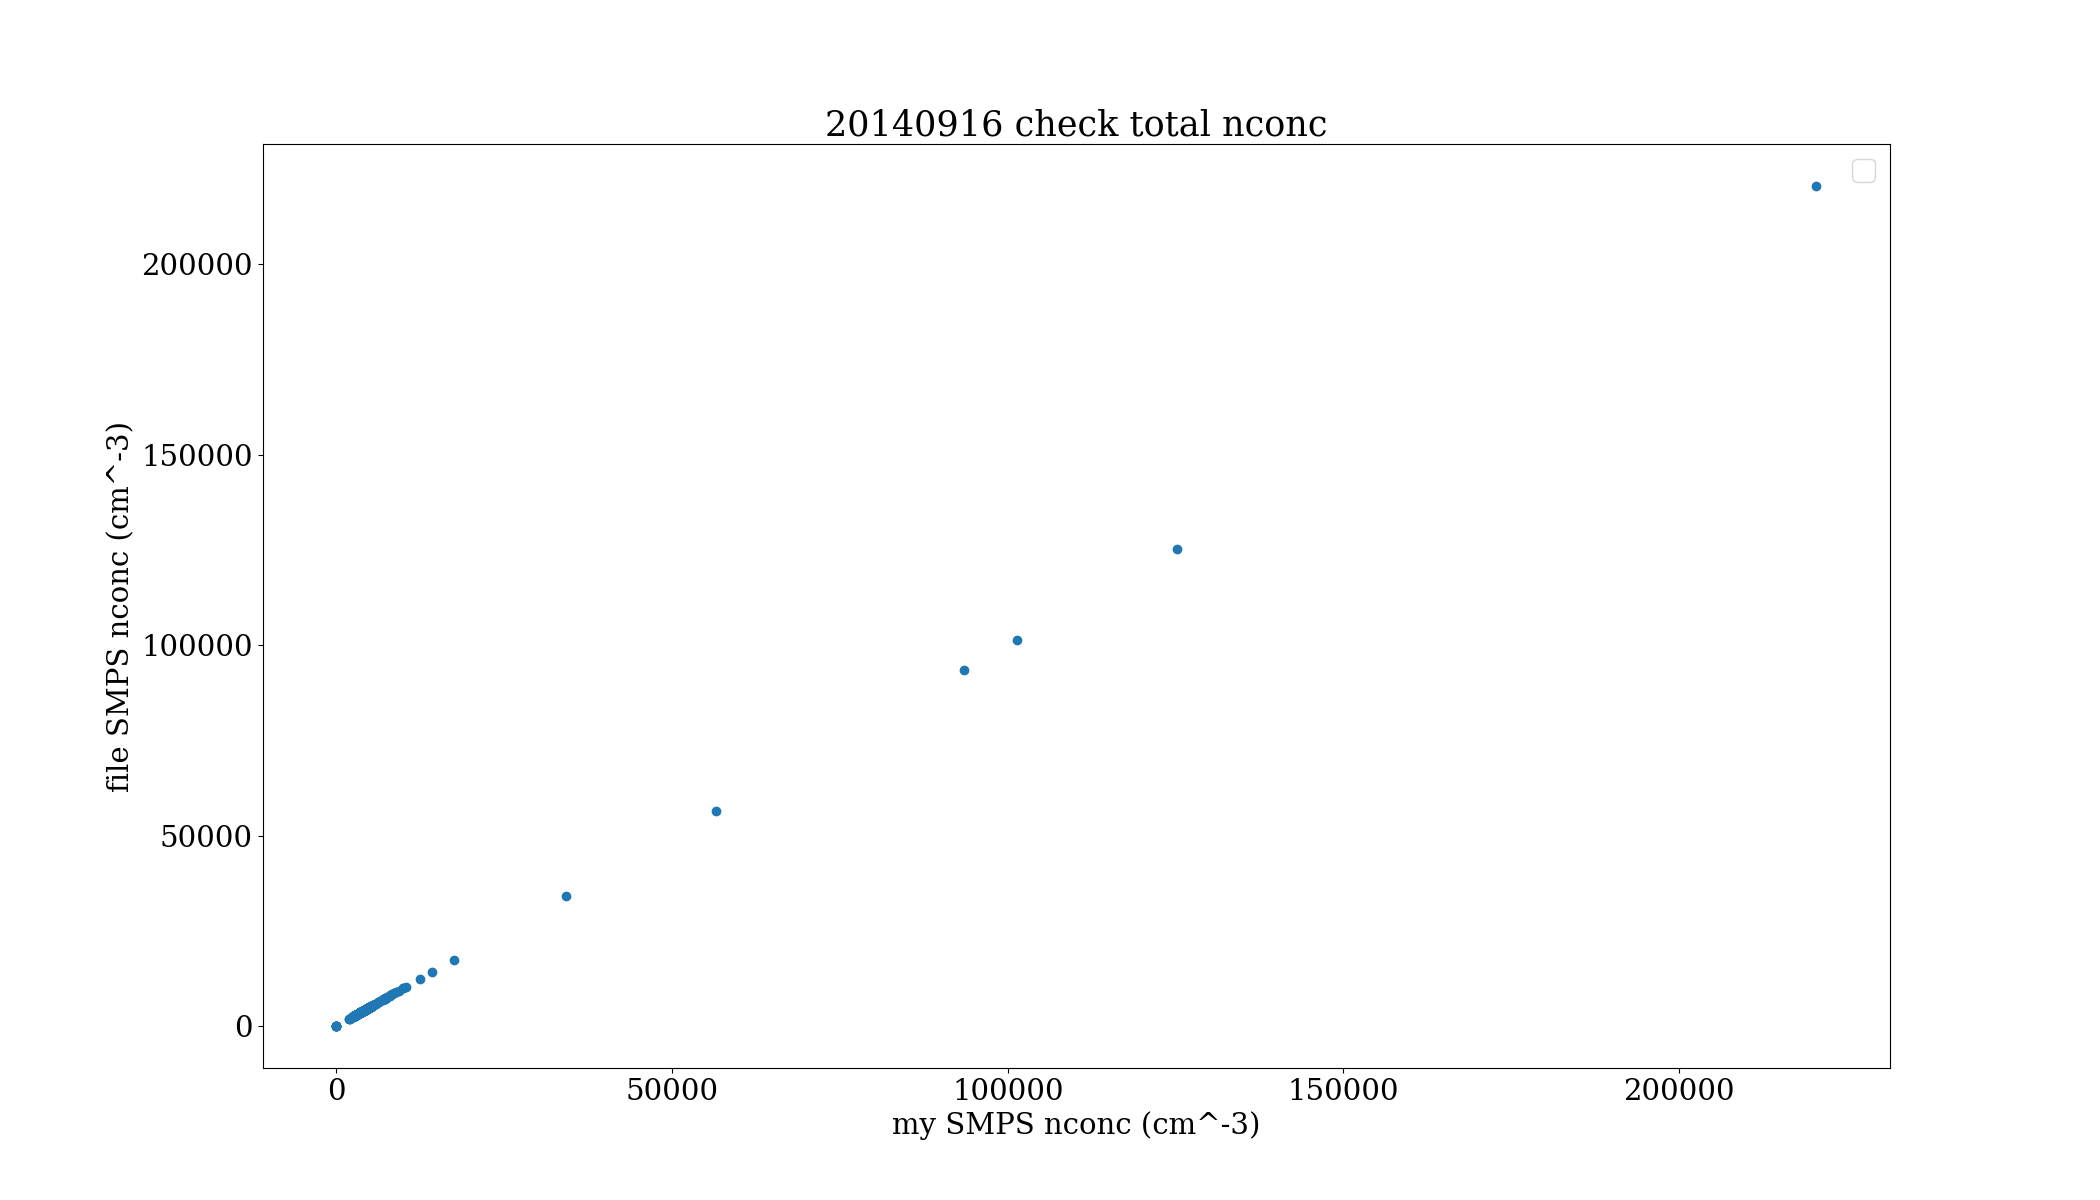 20140916 check total nconc
file SMPS nconc (cm^-3)
200000
150000
100000
50000
0
0 50000 100000 150000 200000
my SMPS nconc (cm^-3)